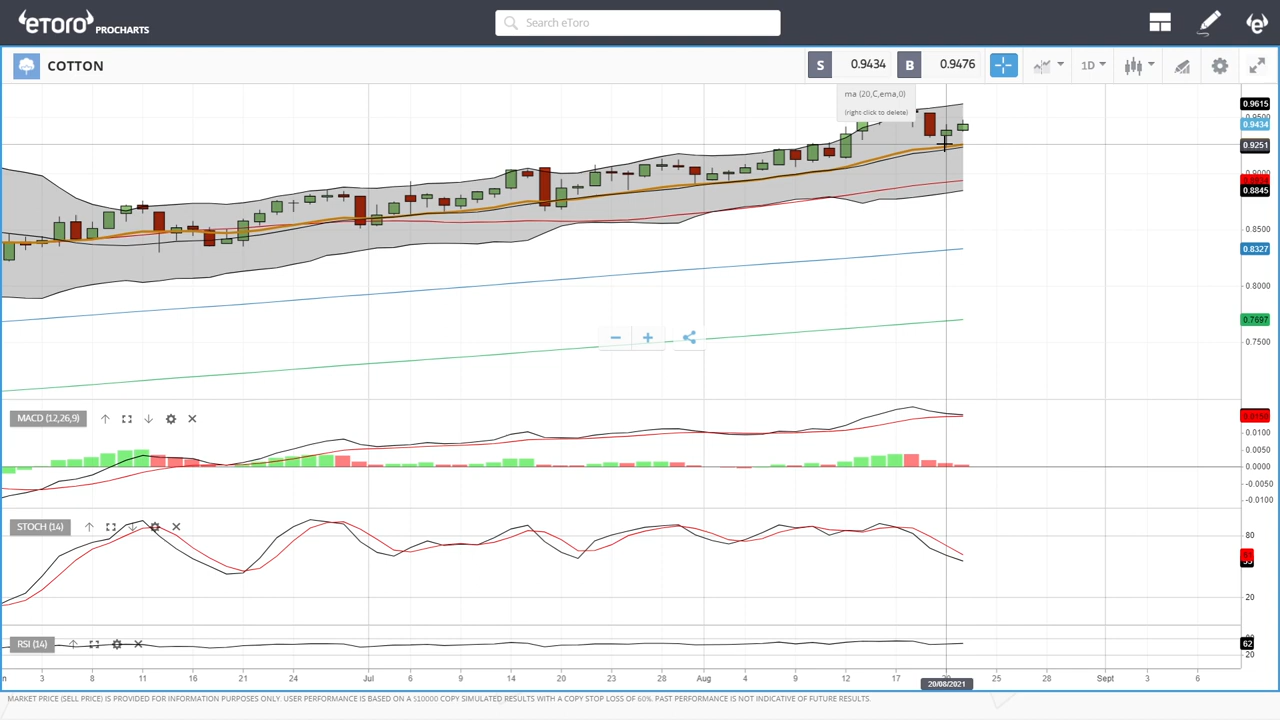 eTORO PROCHARTS
Search eToro
COTTON
S 0.9434 B 0.9476
1D
ma (20,C,ema,0)
(right click to delete)
0.9615
0.9434
0.9251
0.9000
0.8845
0.8500
0.8327
0.8000
0.7697
0.7500
MACD (12,26,9)
0.0100
0.0050
0.0000
-0.0050
-0.0100
STOCH (14)
80
20
RSI (14)
62
20
3 8 11 16 21 24 Jul 6 9 14 20 23 28 Aug 4 9 12 17 25 28 Sept 3 6
20/08/2021
MARKET PRICE (SELL PRICE) IS PROVIDED FOR INFORMATION PURPOSES ONLY. USER PERFORMANCE IS BASED ON A $10000 COPY SIMULATED RESULTS WITH A COPY STOP LOSS OF 60%. PAST PERFORMANCE IS NOT INDICATIVE OF FUTURE RESULTS.